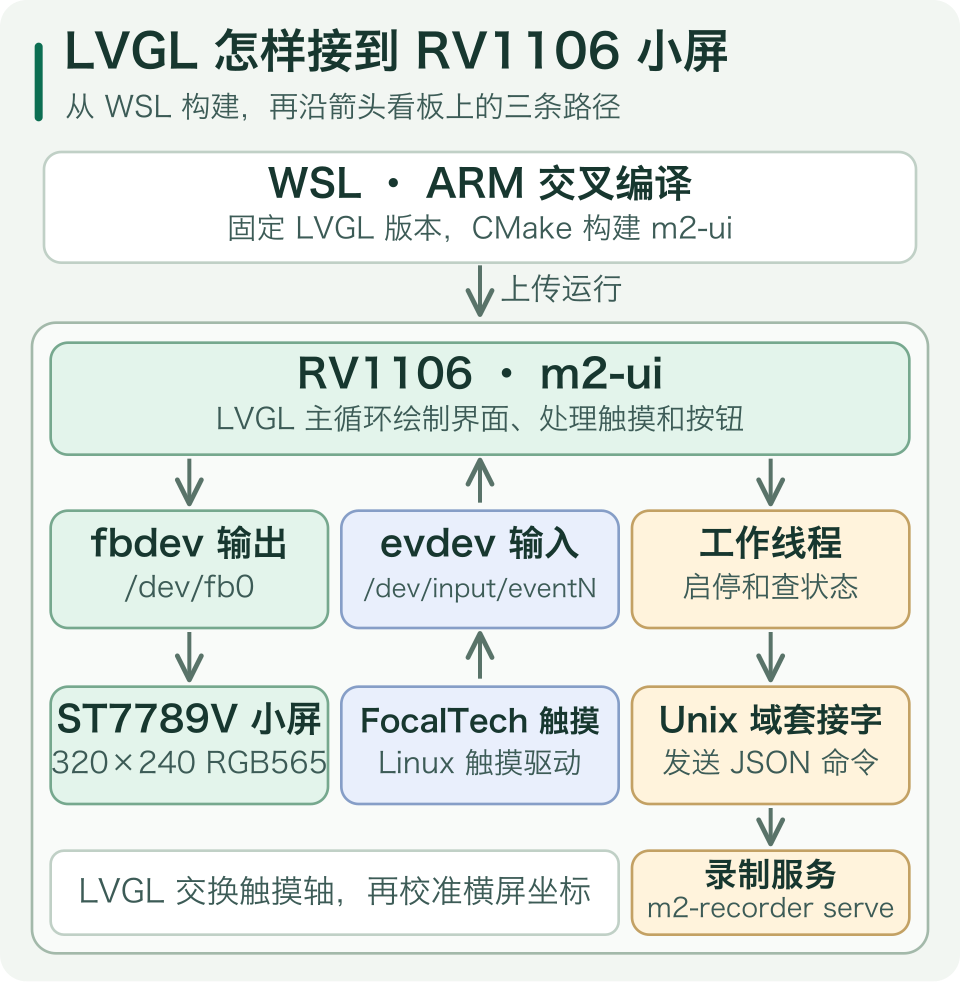 LVGL 怎样接到 RV1106 小屏
从 WSL 构建，再沿箭头看板上的三条路径
WSL · ARM 交叉编译
固定 LVGL 版本，CMake 构建 m2-ui
上传运行
RV1106 · m2-ui
LVGL 主循环绘制界面、处理触摸和按钮
fbdev 输出
/dev/fb0
evdev 输入
/dev/input/eventN
工作线程
启停和查状态
ST7789V 小屏
320×240 RGB565
FocalTech 触摸
Linux 触摸驱动
Unix 域套接字
发送 JSON 命令
LVGL 交换触摸轴，再校准横屏坐标
录制服务
m2-recorder serve